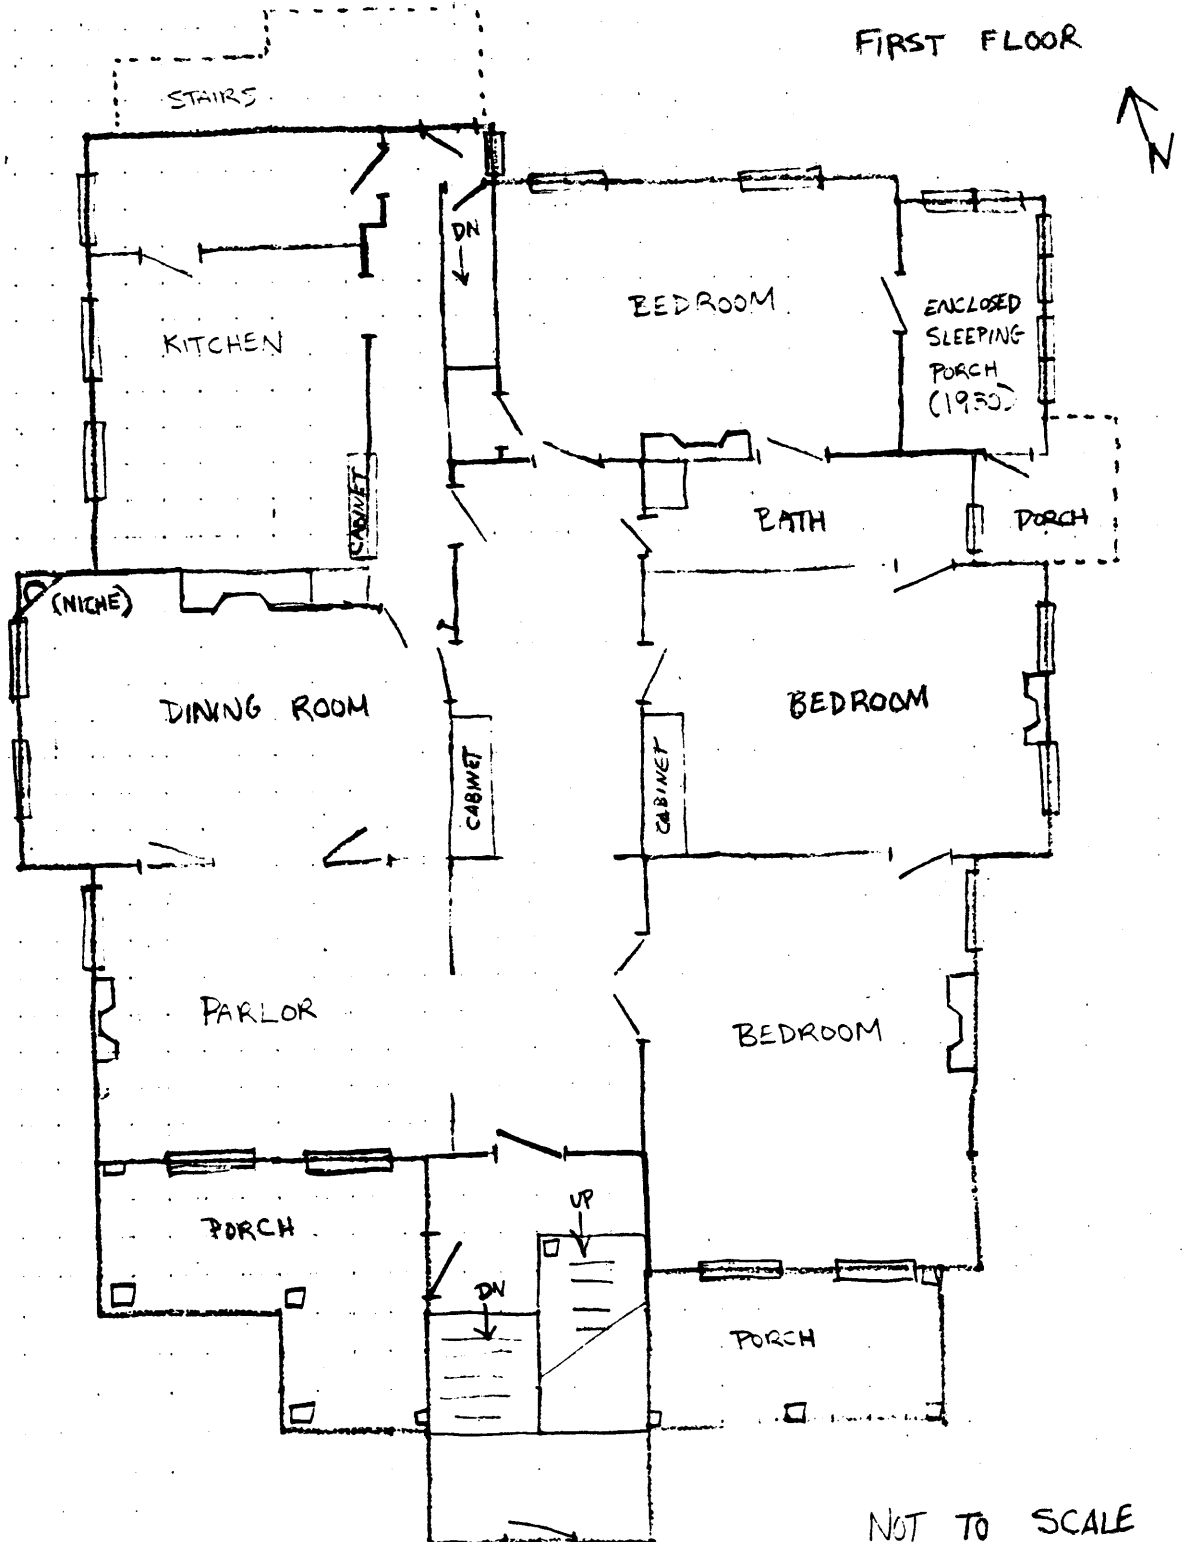 FIRST FLOOR
STAIRS
N
DN
BEDROOM
ENCLOSED
SLEEPING
PORCH
KITCHEN
CABINET
BATH
PORCH
(NICHE)
DINING ROOM
BEDROOM
CABINET
CABINET
PARLOR
BEDROOM
UP
PORCH
DN
PORCH
NOT TO SCALE